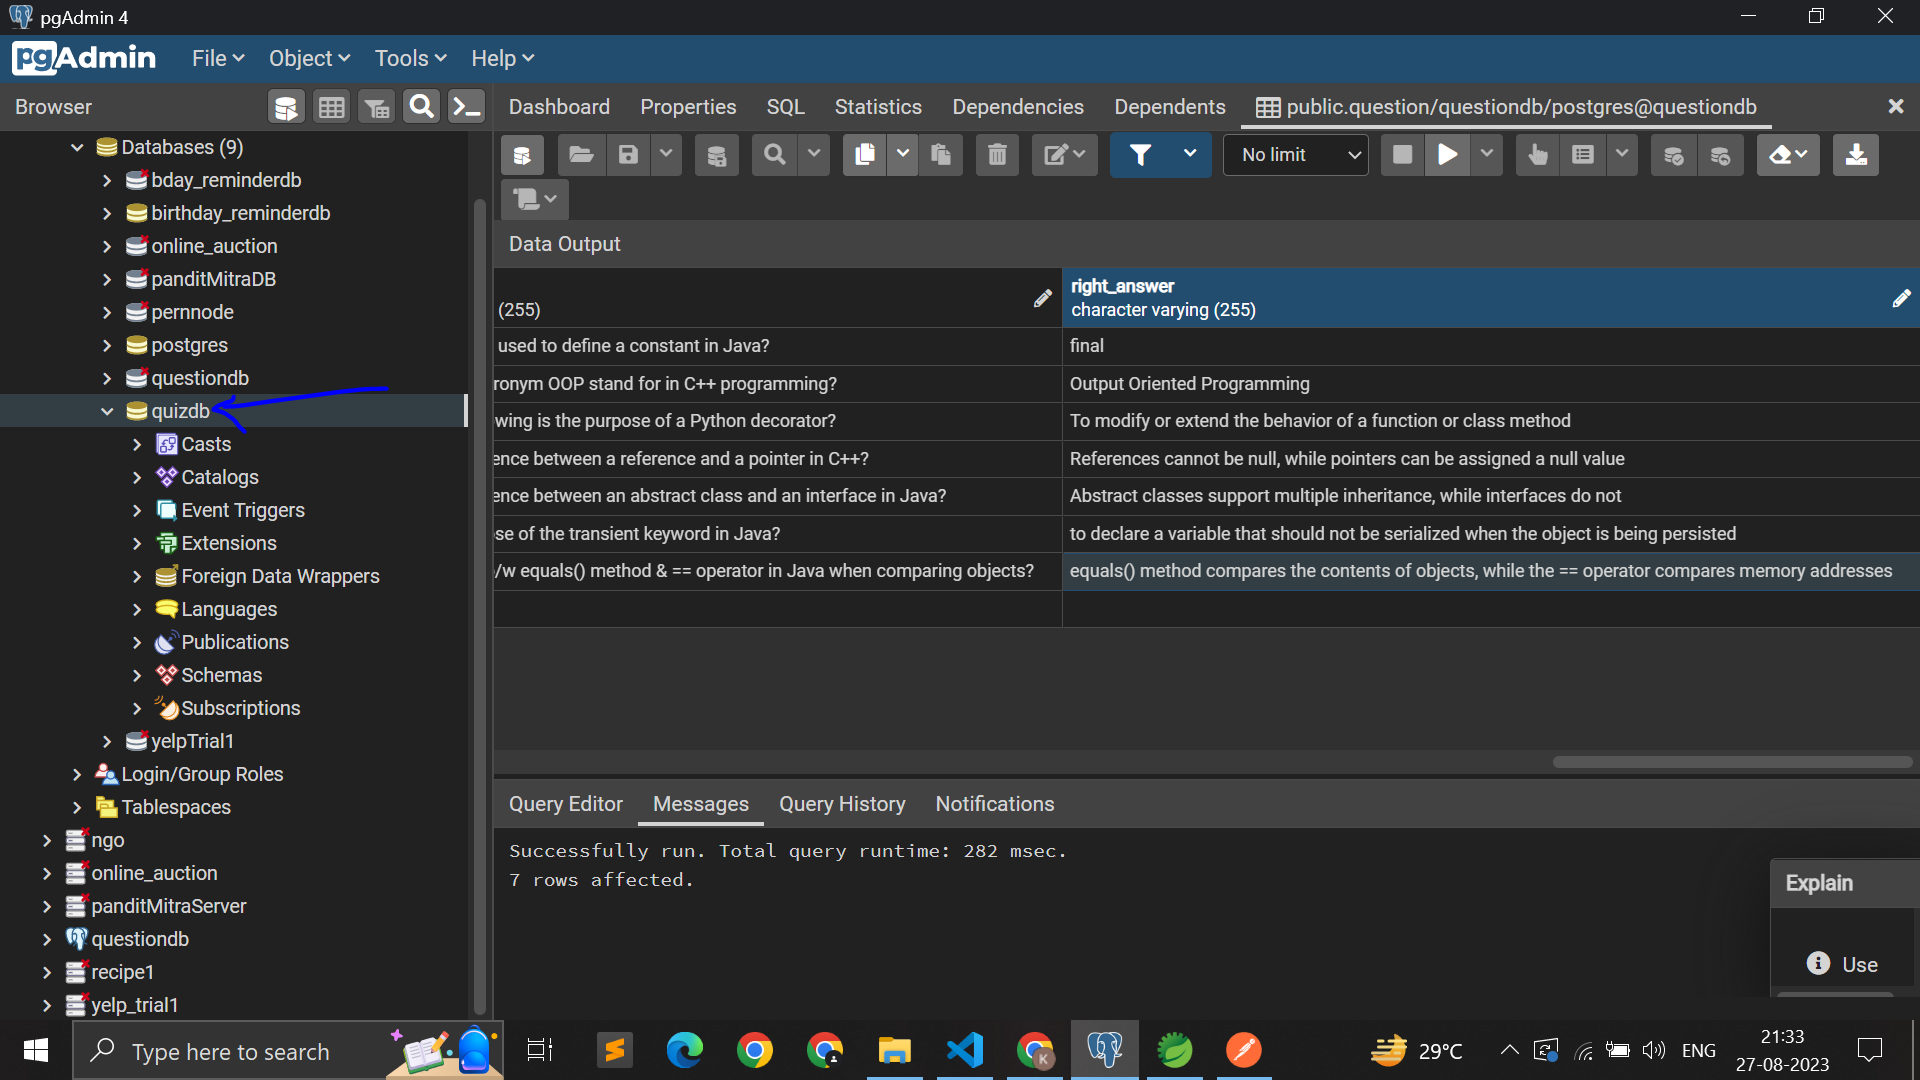 pgAdmin 4
pgAdmin File Object Tools Help
Browser
Dashboard Properties SQL Statistics Dependencies Dependents public.question/questiondb/postgres@questiondb
Databases (9)
bday_reminderdb
birthday_reminderdb
online_auction
panditMitraDB
pernnode
postgres
questiondb
quizdb
Casts
Catalogs
Event Triggers
Extensions
Foreign Data Wrappers
Languages
Publications
Schemas
Subscriptions
yelpTrial1
Login/Group Roles
Tablespaces
ngo
online_auction
panditMitraServer
questiondb
recipe1
yelp_trial1
No limit
Data Output
right_answer
(255) character varying (255)
used to define a constant in Java? final
ronym OOP stand for in C++ programming? Output Oriented Programming
wing is the purpose of a Python decorator? To modify or extend the behavior of a function or class method
ence between a reference and a pointer in C++? References cannot be null, while pointers can be assigned a null value
ence between an abstract class and an interface in Java? Abstract classes support multiple inheritance, while interfaces do not
se of the transient keyword in Java? to declare a variable that should not be serialized when the object is being persisted
/w equals() method & == operator in Java when comparing objects? equals() method compares the contents of objects, while the == operator compares memory addresses
Query Editor Messages Query History Notifications
Successfully run. Total query runtime: 282 msec.
7 rows affected.
Explain
Use
Type here to search
K
29°C
ENG
21:33
27-08-2023